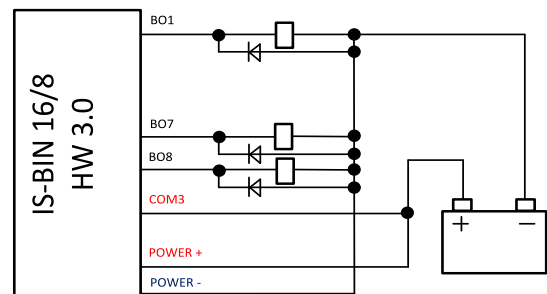 BO1
IS-BIN 16/8
HW 3.0
BO7
BO8
COM3
POWER +
POWER -
+ −